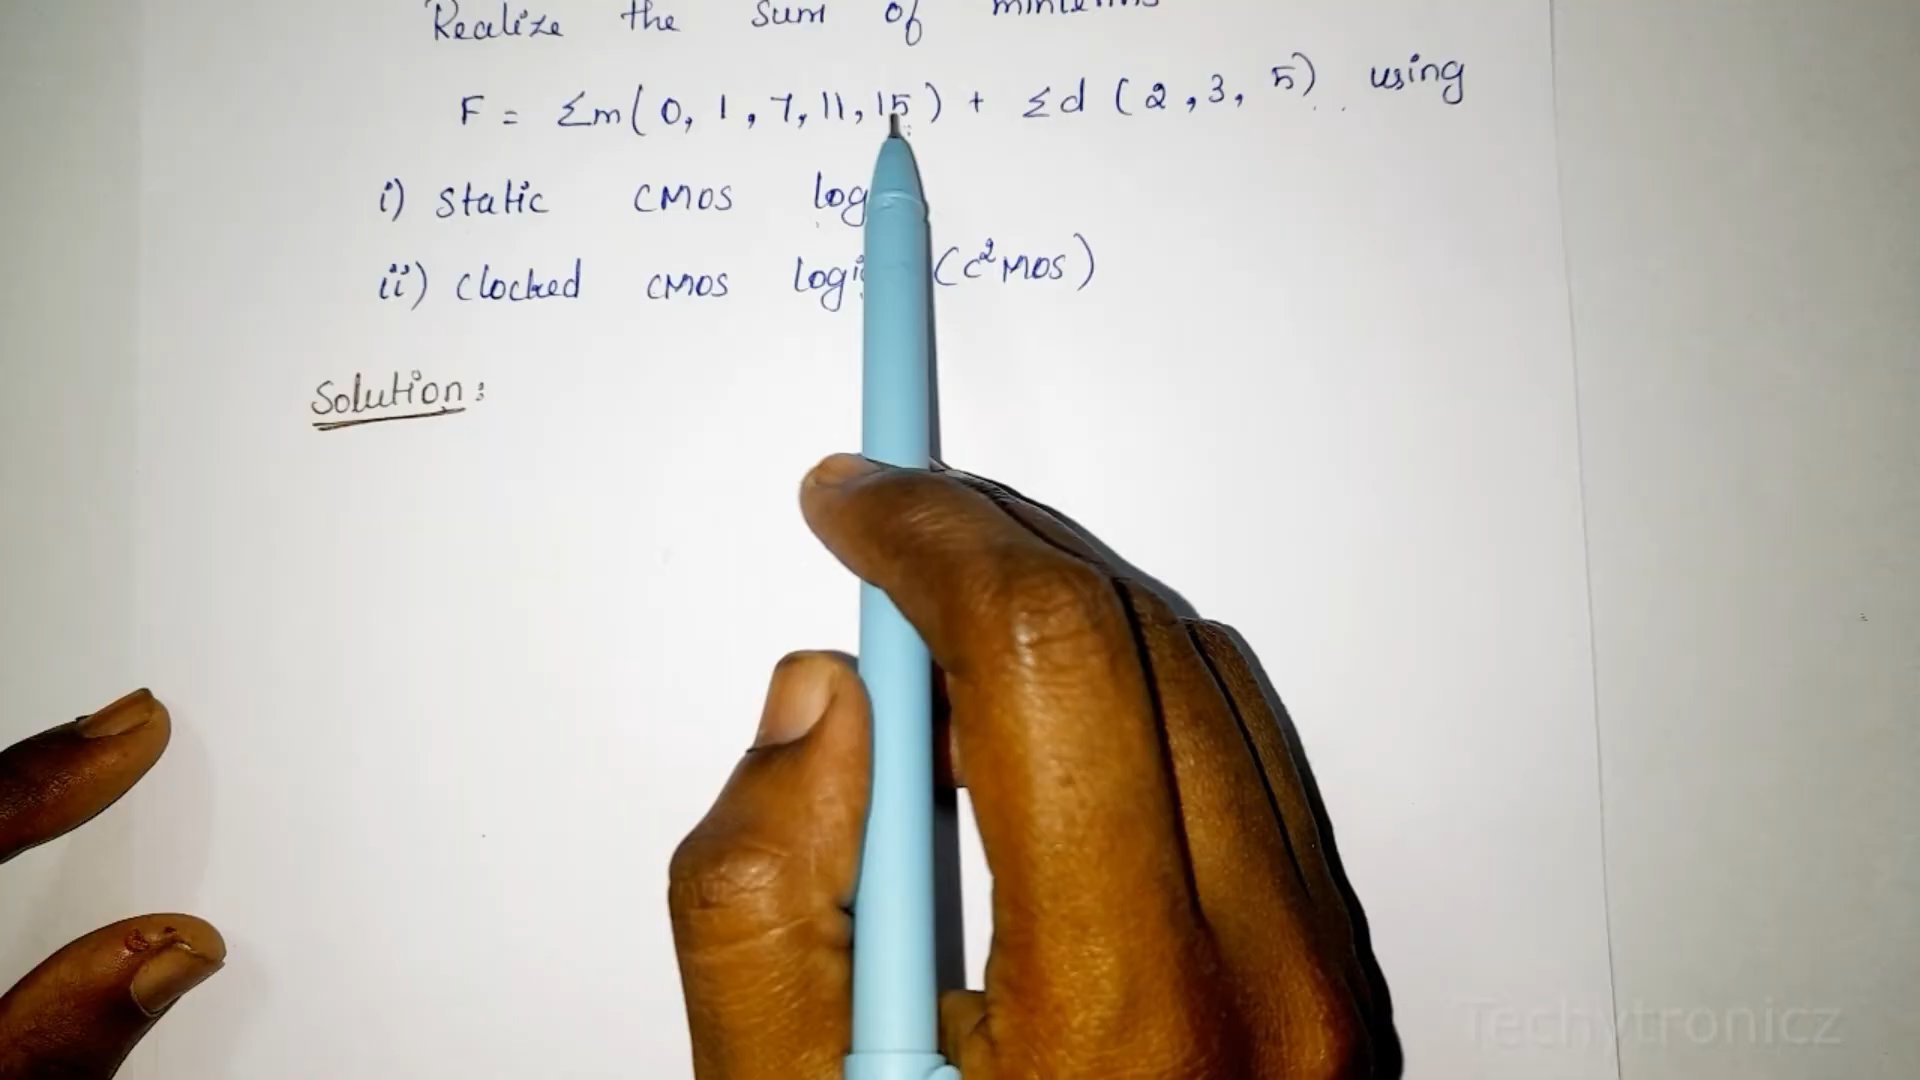 Realize the sum of minterms
F = Σm( 0, 1, 7, 11, 15 ) + Σd ( 2, 3, 5) using
i) static CMOS
ii) clocked CMOS (C²MOS)
Solution:
Techytronicz